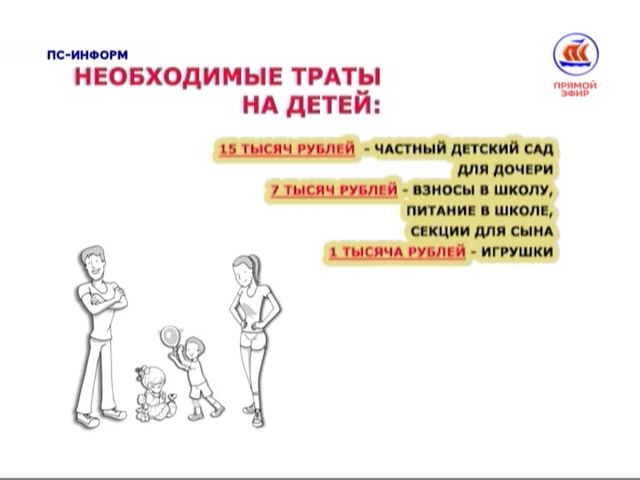 ПС-ИНФОРМ
НЕОБХОДИМЫЕ ТРАТЫ
НА ДЕТЕЙ:
ПРЯМОЙ
ЭФИР
15 ТЫСЯЧ РУБЛЕЙ - ЧАСТНЫЙ ДЕТСКИЙ САД
ДЛЯ ДОЧЕРИ
7 ТЫСЯЧ РУБЛЕЙ - ВЗНОСЫ В ШКОЛУ,
ПИТАНИЕ В ШКОЛЕ,
СЕКЦИИ ДЛЯ СЫНА
1 ТЫСЯЧА РУБЛЕЙ - ИГРУШКИ